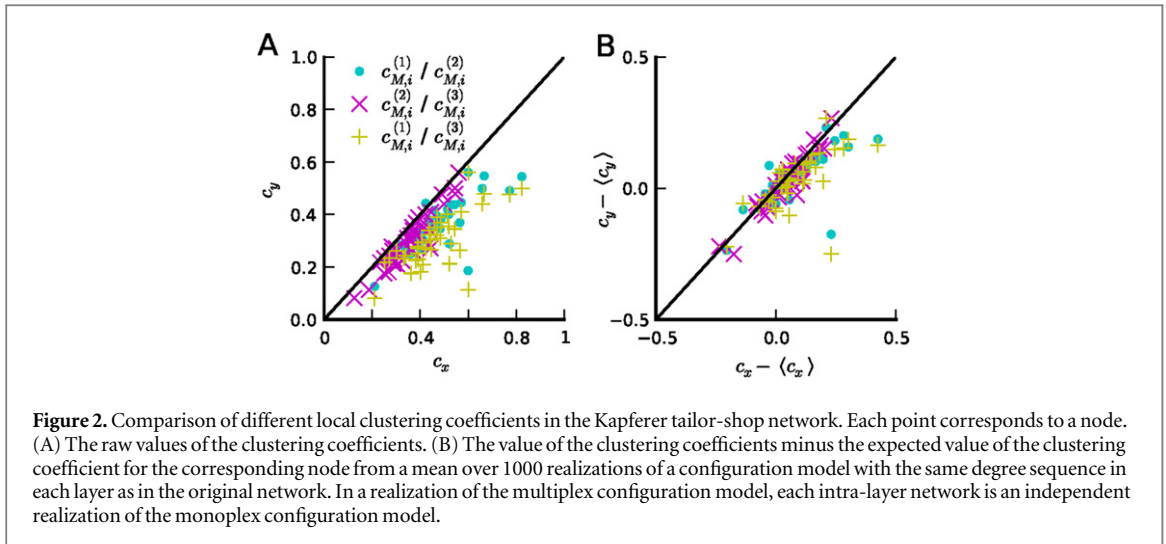 A
B
1.0
0.8
0.6
0.4
0.2
0.0
c_y
c_{M,i}^{(1)} / c_{M,i}^{(2)}
c_{M,i}^{(2)} / c_{M,i}^{(3)}
c_{M,i}^{(1)} / c_{M,i}^{(3)}
0 0.4 0.8 1
c_x
0.5
0.0
−0.5
c_y − ⟨c_y⟩
−0.5 0.0 0.5
c_x − ⟨c_x⟩
Figure 2. Comparison of different local clustering coefficients in the Kapferer tailor-shop network. Each point corresponds to a node.
(A) The raw values of the clustering coefficients. (B) The value of the clustering coefficients minus the expected value of the clustering
coefficient for the corresponding node from a mean over 1000 realizations of a configuration model with the same degree sequence in
each layer as in the original network. In a realization of the multiplex configuration model, each intra-layer network is an independent
realization of the monoplex configuration model.